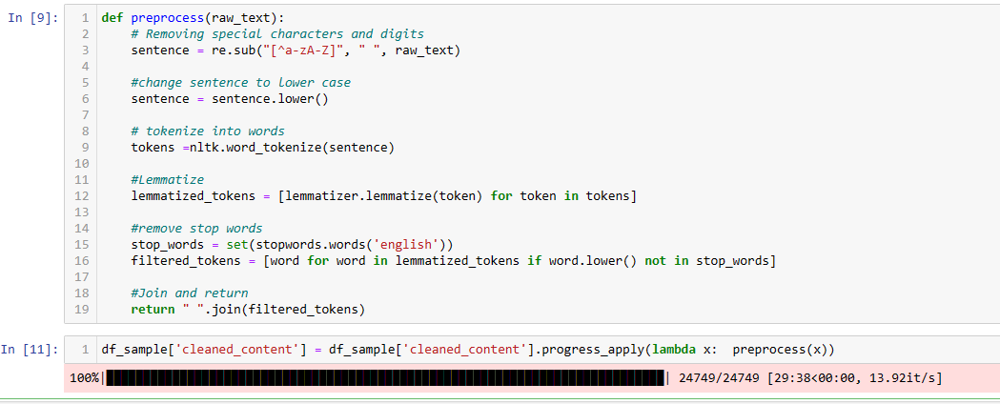 In [9]:
1 def preprocess(raw_text):
2 # Removing special characters and digits
3 sentence = re.sub("[^a-zA-Z]", " ", raw_text)
4
5 #change sentence to lower case
6 sentence = sentence.lower()
7
8 # tokenize into words
9 tokens =nltk.word_tokenize(sentence)
10
11 #Lemmatize
12 lemmatized_tokens = [lemmatizer.lemmatize(token) for token in tokens]
13
14 #remove stop words
15 stop_words = set(stopwords.words('english'))
16 filtered_tokens = [word for word in lemmatized_tokens if word.lower() not in stop_words]
17
18 #Join and return
19 return " ".join(filtered_tokens)
In [11]:
1 df_sample['cleaned_content'] = df_sample['cleaned_content'].progress_apply(lambda x:  preprocess(x))
100%| | 24749/24749 [29:38<00:00, 13.92it/s]